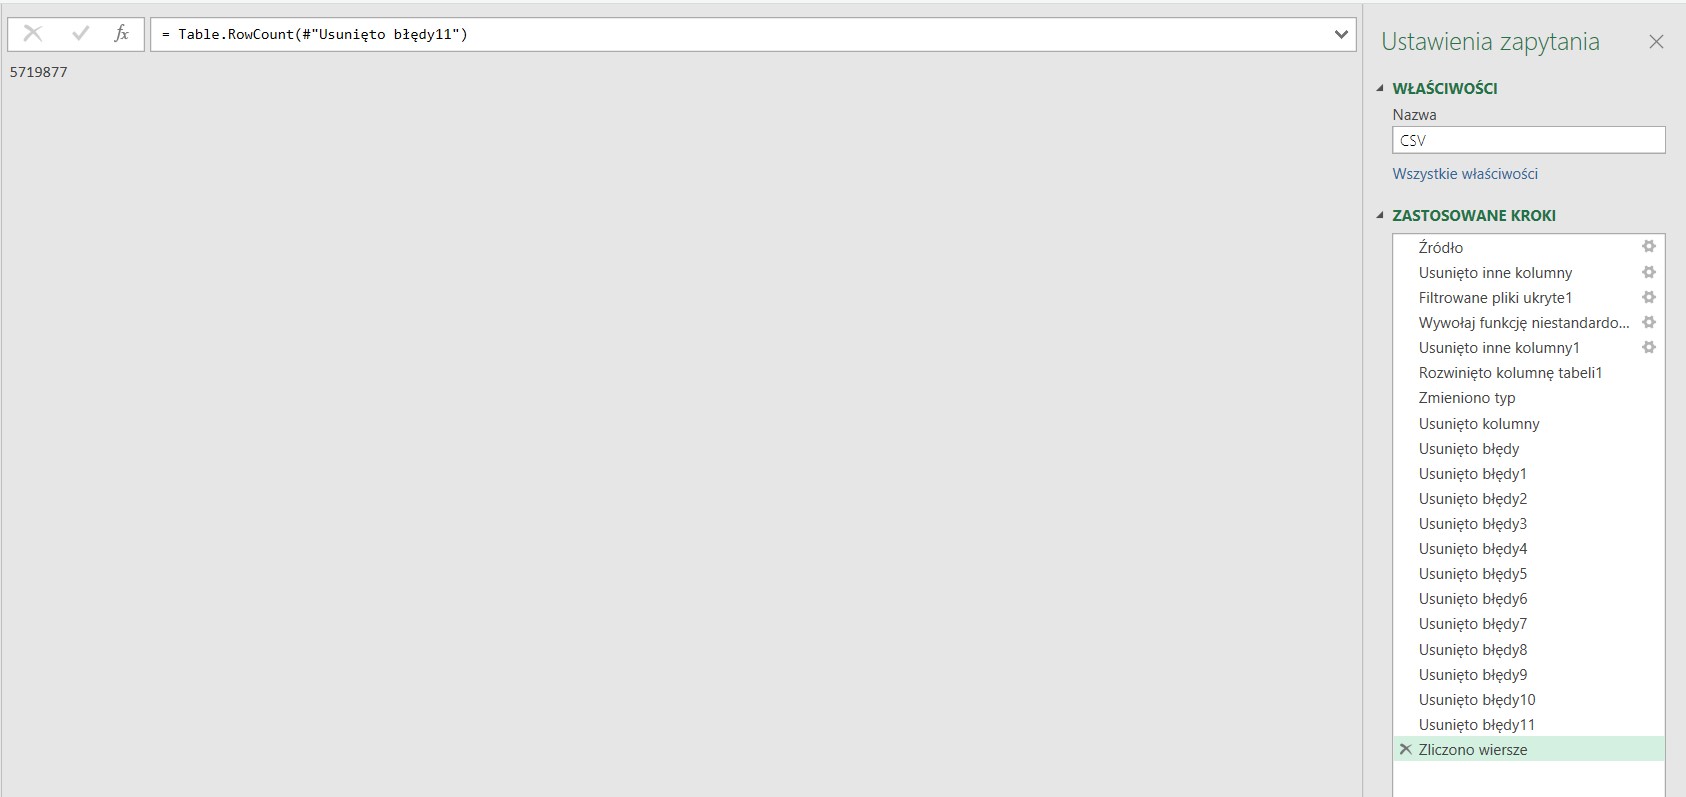 fx
= Table.RowCount(#"Usunięto błędy11")
5719877
Ustawienia zapytania
WŁAŚCIWOŚCI
Nazwa
CSV
Wszystkie właściwości
ZASTOSOWANE KROKI
Źródło
Usunięto inne kolumny
Filtrowane pliki ukryte1
Wywołaj funkcję niestandardo...
Usunięto inne kolumny1
Rozwinięto kolumnę tabeli1
Zmieniono typ
Usunięto kolumny
Usunięto błędy
Usunięto błędy1
Usunięto błędy2
Usunięto błędy3
Usunięto błędy4
Usunięto błędy5
Usunięto błędy6
Usunięto błędy7
Usunięto błędy8
Usunięto błędy9
Usunięto błędy10
Usunięto błędy11
Zliczono wiersze